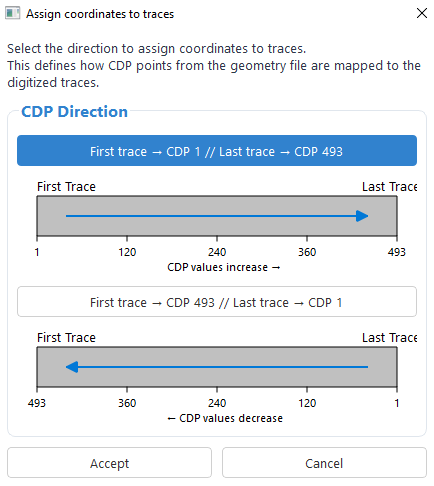 Assign coordinates to traces
Select the direction to assign coordinates to traces.
This defines how CDP points from the geometry file are mapped to the
digitized traces.
CDP Direction
First trace → CDP 1 // Last trace → CDP 493
First Trace Last Trace
1 120 240 360 493
CDP values increase →
First trace → CDP 493 // Last trace → CDP 1
First Trace Last Trace
493 360 240 120 1
← CDP values decrease
Accept Cancel